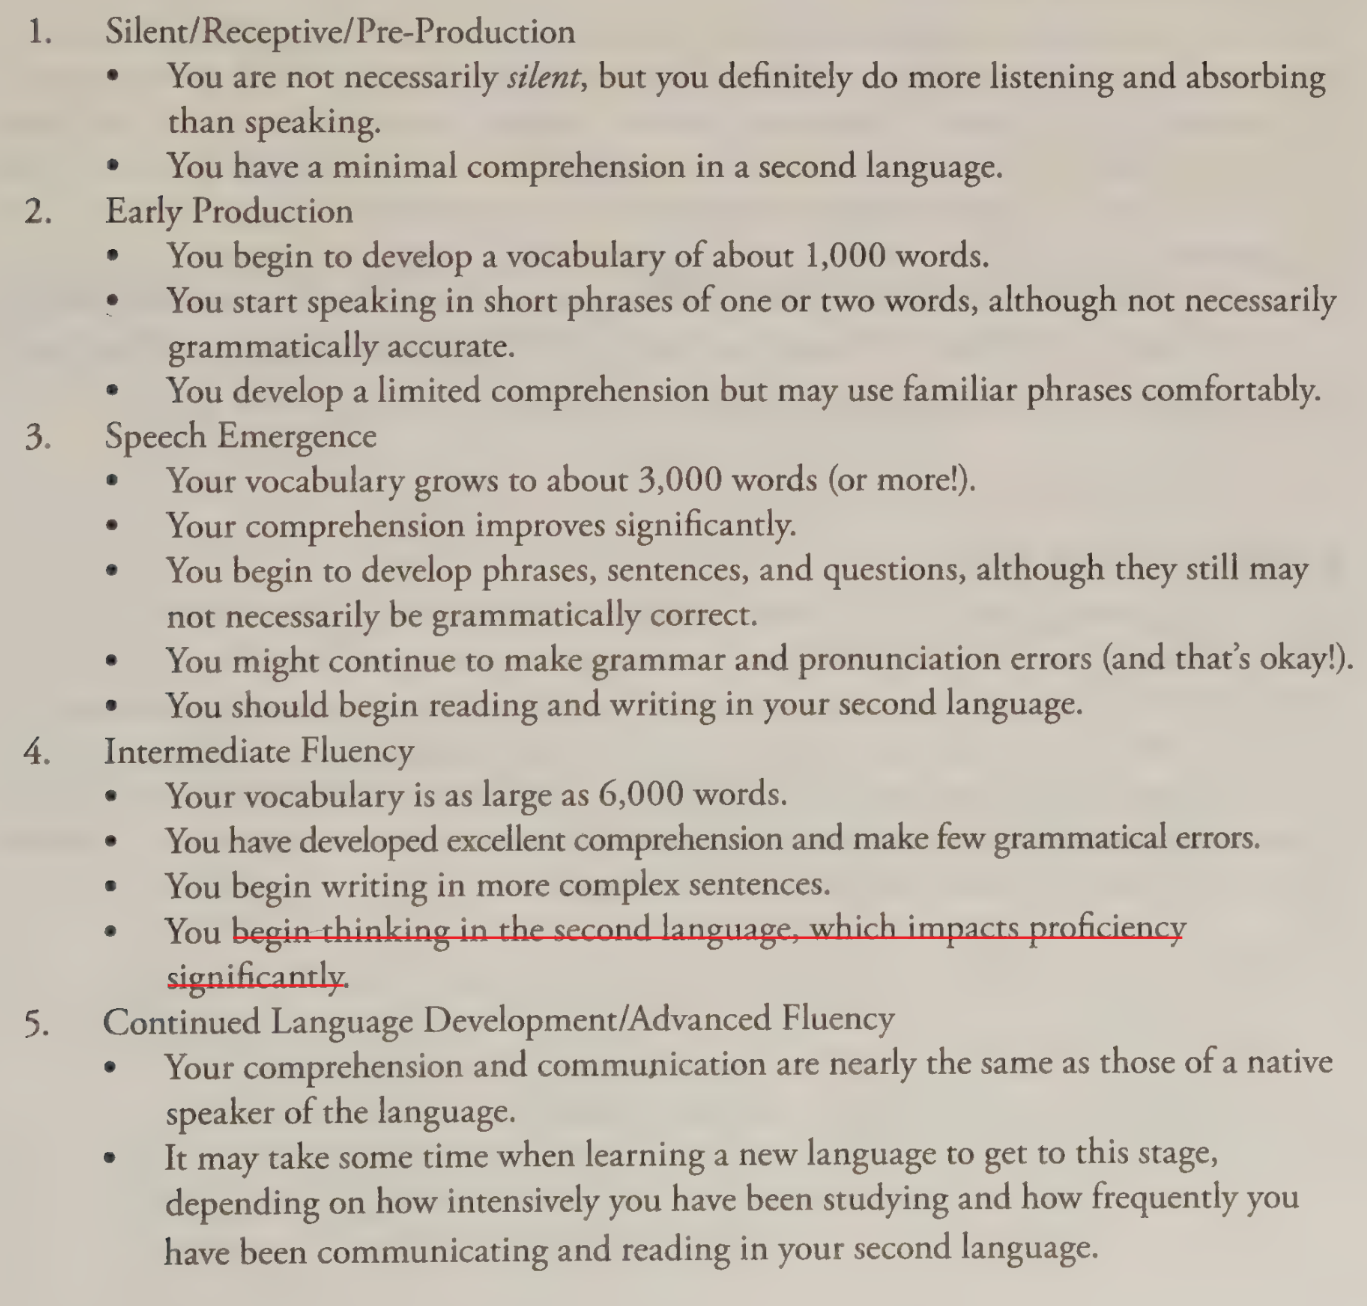 1. Silent/Receptive/Pre-Production
• You are not necessarily silent, but you definitely do more listening and absorbing
than speaking.
• You have a minimal comprehension in a second language.
2. Early Production
• You begin to develop a vocabulary of about 1,000 words.
• You start speaking in short phrases of one or two words, although not necessarily
grammatically accurate.
• You develop a limited comprehension but may use familiar phrases comfortably.
3. Speech Emergence
• Your vocabulary grows to about 3,000 words (or more!).
• Your comprehension improves significantly.
• You begin to develop phrases, sentences, and questions, although they still may
not necessarily be grammatically correct.
• You might continue to make grammar and pronunciation errors (and that's okay!).
• You should begin reading and writing in your second language.
4. Intermediate Fluency
• Your vocabulary is as large as 6,000 words.
• You have developed excellent comprehension and make few grammatical errors.
• You begin writing in more complex sentences.
• You begin thinking in the second language, which impacts proficiency
significantly.
5. Continued Language Development/Advanced Fluency
• Your comprehension and communication are nearly the same as those of a native
speaker of the language.
• It may take some time when learning a new language to get to this stage,
depending on how intensively you have been studying and how frequently you
have been communicating and reading in your second language.